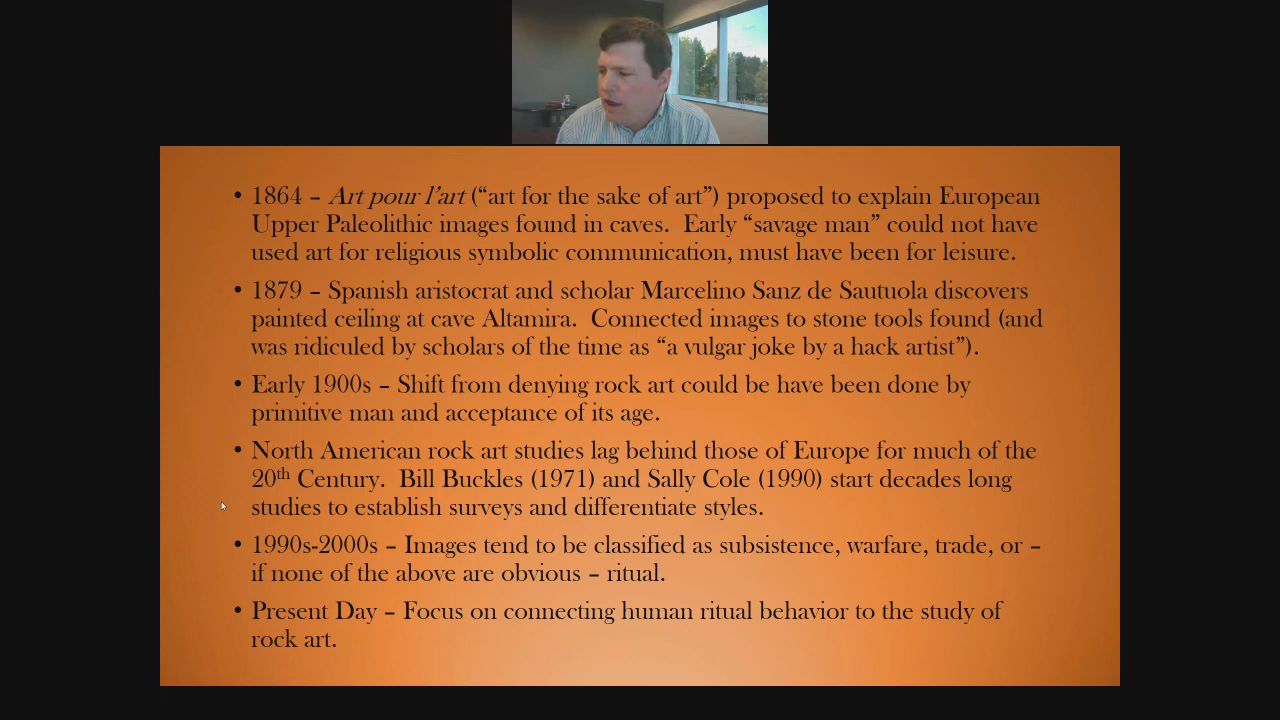 • 1864 – Art pour l’art (“art for the sake of art”) proposed to explain European
Upper Paleolithic images found in caves.  Early “savage man” could not have
used art for religious symbolic communication, must have been for leisure.
• 1879 – Spanish aristocrat and scholar Marcelino Sanz de Sautuola discovers
painted ceiling at cave Altamira.  Connected images to stone tools found (and
was ridiculed by scholars of the time as “a vulgar joke by a hack artist”).
• Early 1900s – Shift from denying rock art could be have been done by
primitive man and acceptance of its age.
• North American rock art studies lag behind those of Europe for much of the
20th Century.  Bill Buckles (1971) and Sally Cole (1990) start decades long
studies to establish surveys and differentiate styles.
• 1990s-2000s – Images tend to be classified as subsistence, warfare, trade, or –
if none of the above are obvious – ritual.
• Present Day – Focus on connecting human ritual behavior to the study of
rock art.